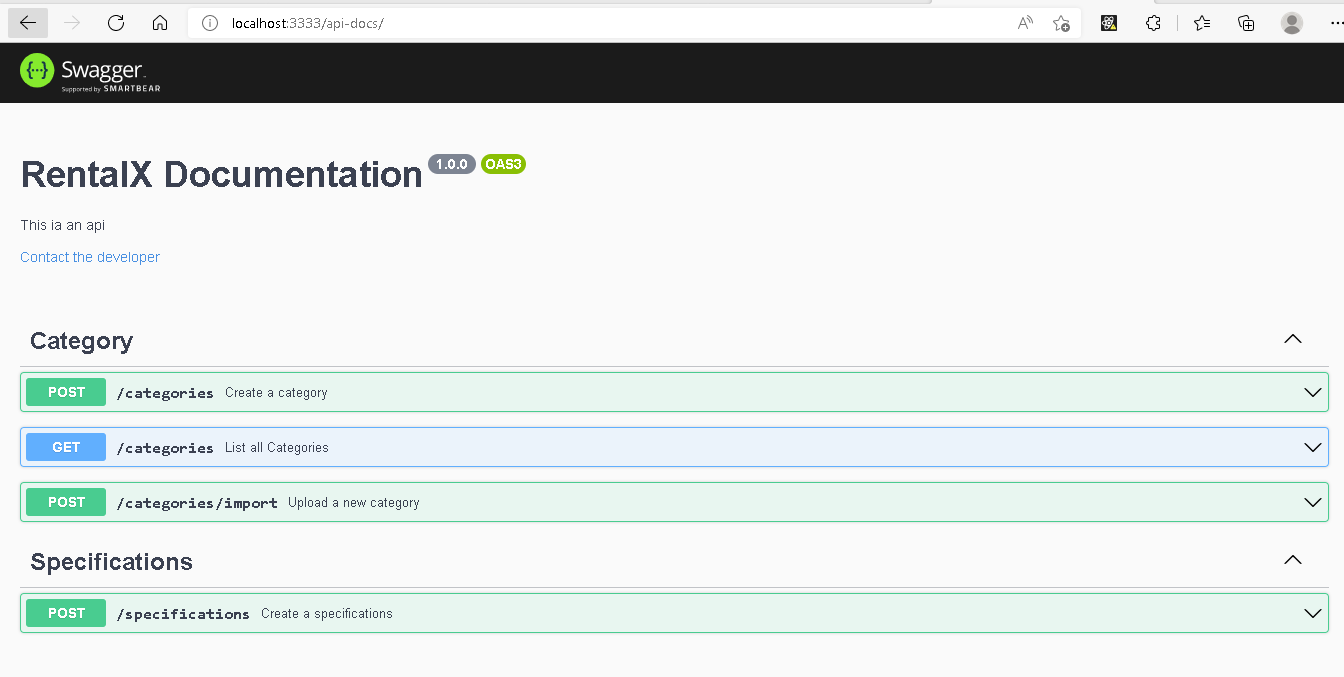 localhost:3333/api-docs/
Swagger
Supported by SMARTBEAR
RentalX Documentation 1.0.0 OAS3
This ia an api
Contact the developer
Category
POST /categories Create a category
GET /categories List all Categories
POST /categories/import Upload a new category
Specifications
POST /specifications Create a specifications